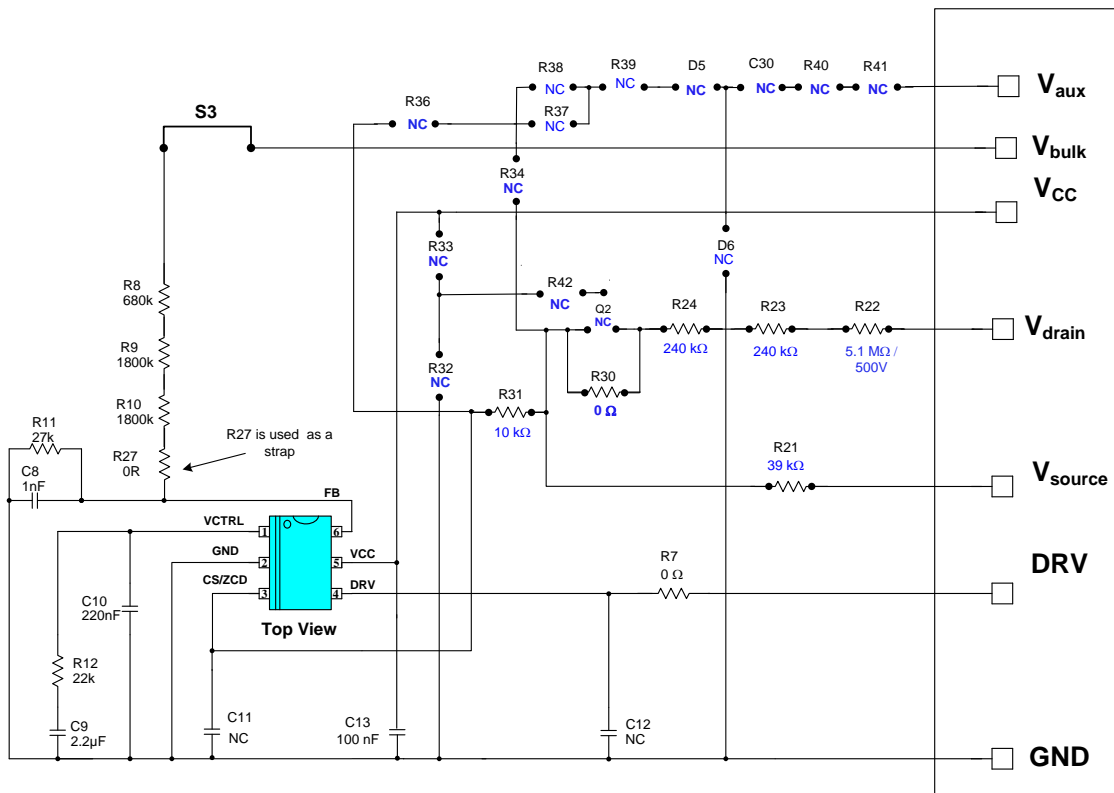 R38
NC
R39
NC
D5
NC
C30
NC
R40
NC
R41
NC
V_aux
R36
NC
R37
NC
S3
V_bulk
R34
NC
V_CC
R33
NC
D6
NC
R42
NC
Q2
NC
R24
240 kΩ
R23
240 kΩ
R22
5.1 MΩ /
500V
V_drain
R8
680k
R9
1800k
R10
1800k
R32
NC
R30
0 Ω
R31
10 kΩ
R11
27k
R27
0R
R27 is used as a
strap
C8
1nF
R21
39 kΩ
V_source
FB
VCTRL
1
6
GND
2
5
VCC
CS/ZCD
3
4
DRV
Top View
R7
0 Ω
DRV
C10
220nF
R12
22k
C9
2.2µF
C11
NC
C13
100 nF
C12
NC
GND